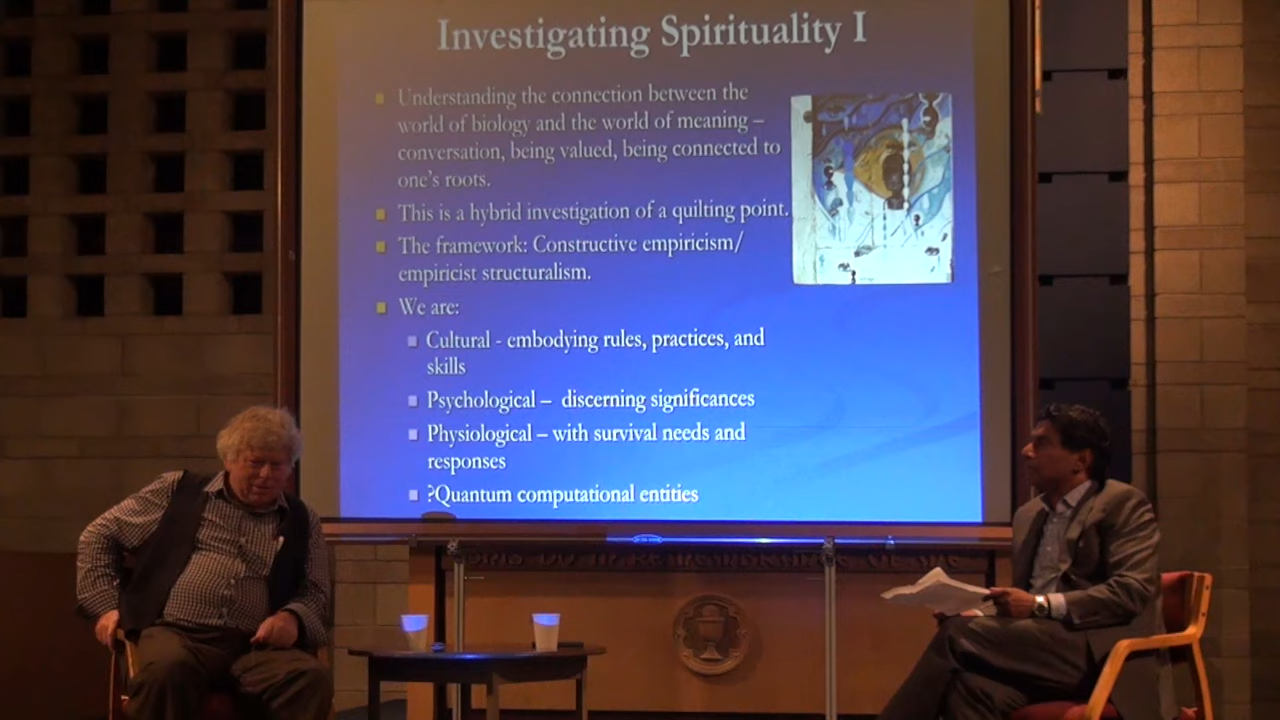 Investigating Spirituality I
Understanding the connection between the
world of biology and the world of meaning –
conversation, being valued, being connected to
one's roots.
This is a hybrid investigation of a quilting point.
The framework: Constructive empiricism/
empiricist structuralism.
We are:
Cultural - embodying rules, practices, and
skills
Psychological – discerning significances
Physiological – with survival needs and
responses
?Quantum computational entities